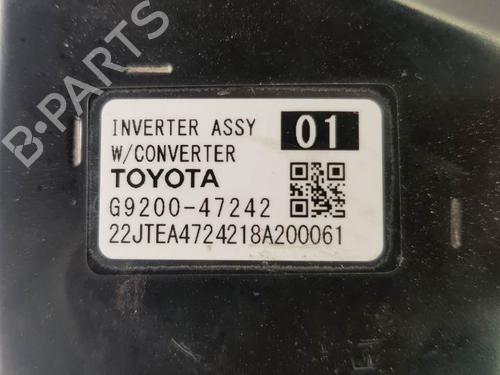 B-PARTS
INVERTER ASSY 01
W/CONVERTER
TOYOTA
G9200-47242
22JTEA4724218A200061